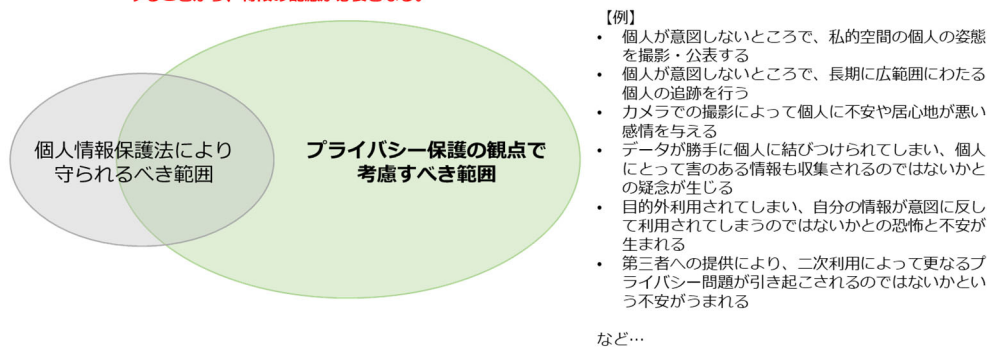 個人情報保護法により
守られるべき範囲
プライバシー保護の観点で
考慮すべき範囲
【例】
• 個人が意図しないところで、私的空間の個人の姿態
を撮影・公表する
• 個人が意図しないところで、長期に広範囲にわたる
個人の追跡を行う
• カメラでの撮影によって個人に不安や居心地が悪い
感情を与える
• データが勝手に個人に結びつけられてしまい、個人
にとって害のある情報も収集されるのではないかと
の疑念が生じる
• 目的外利用されてしまい、自分の情報が意図に反し
て利用されてしまうのではないかとの恐怖と不安が
生まれる
• 第三者への提供により、二次利用によって更なるプ
ライバシー問題が引き起こされるのではないかとい
う不安がうまれる
など…